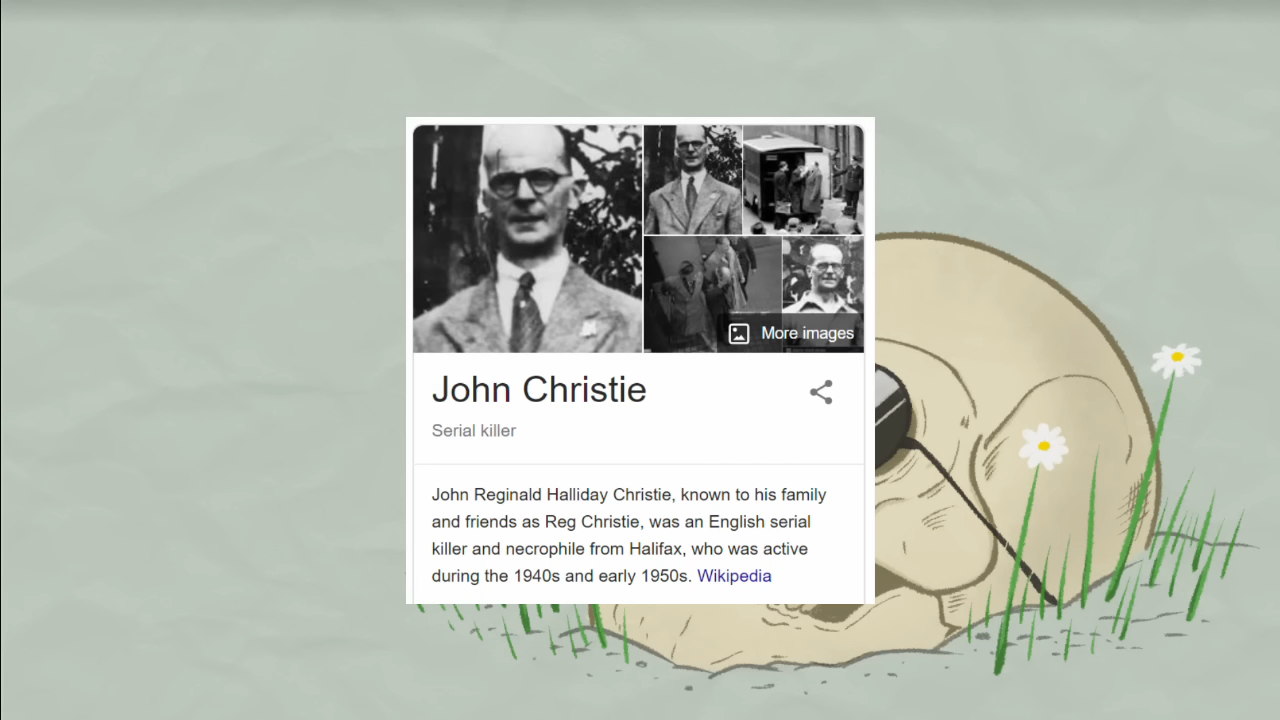 More images
John Christie
Serial killer
John Reginald Halliday Christie, known to his family
and friends as Reg Christie, was an English serial
killer and necrophile from Halifax, who was active
during the 1940s and early 1950s. Wikipedia